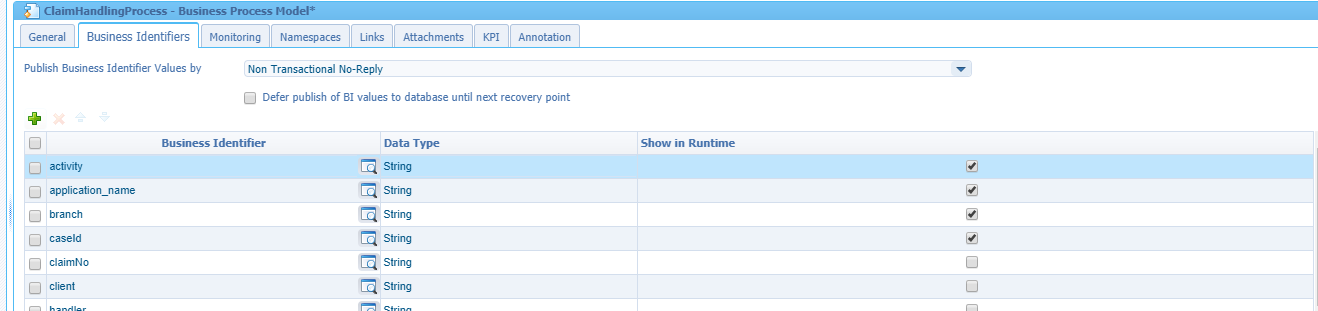 ClaimHandlingProcess - Business Process Model*
General Business Identifiers Monitoring Namespaces Links Attachments KPI Annotation
Publish Business Identifier Values by Non Transactional No-Reply
Defer publish of BI values to database until next recovery point
Business Identifier Data Type Show in Runtime
activity String
application_name String
branch String
caseId String
claimNo String
client String
handler String